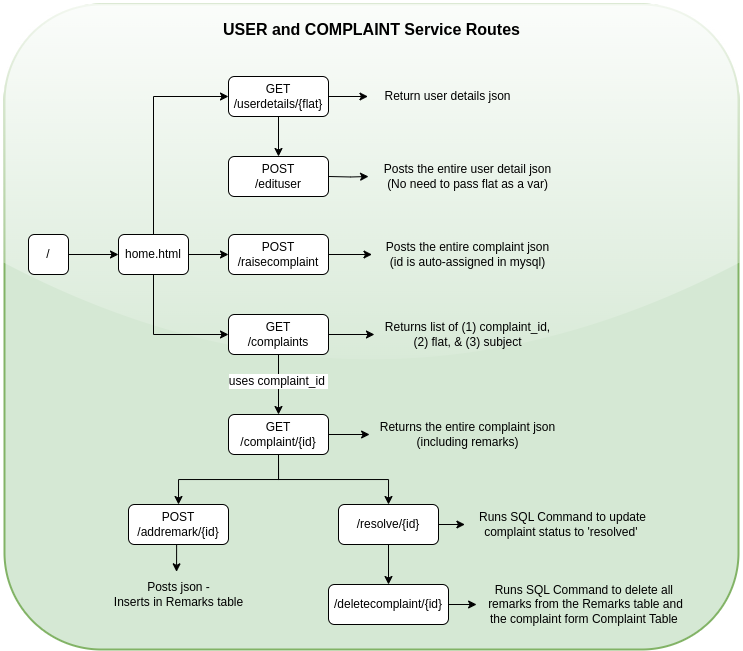 USER and COMPLAINT Service Routes
GET
/userdetails/{flat}
Return user details json
POST
/edituser
Posts the entire user detail json
(No need to pass flat as a var)
/
home.html
POST
/raisecomplaint
Posts the entire complaint json
(id is auto-assigned in mysql)
GET
/complaints
Returns list of (1) complaint_id,
(2) flat, & (3) subject
uses complaint_id
GET
/complaint/{id}
Returns the entire complaint json
(including remarks)
POST
/addremark/{id}
/resolve/{id}
Runs SQL Command to update
complaint status to 'resolved'
Posts json -
Inserts in Remarks table
/deletecomplaint/{id}
Runs SQL Command to delete all
remarks from the Remarks table and
the complaint form Complaint Table